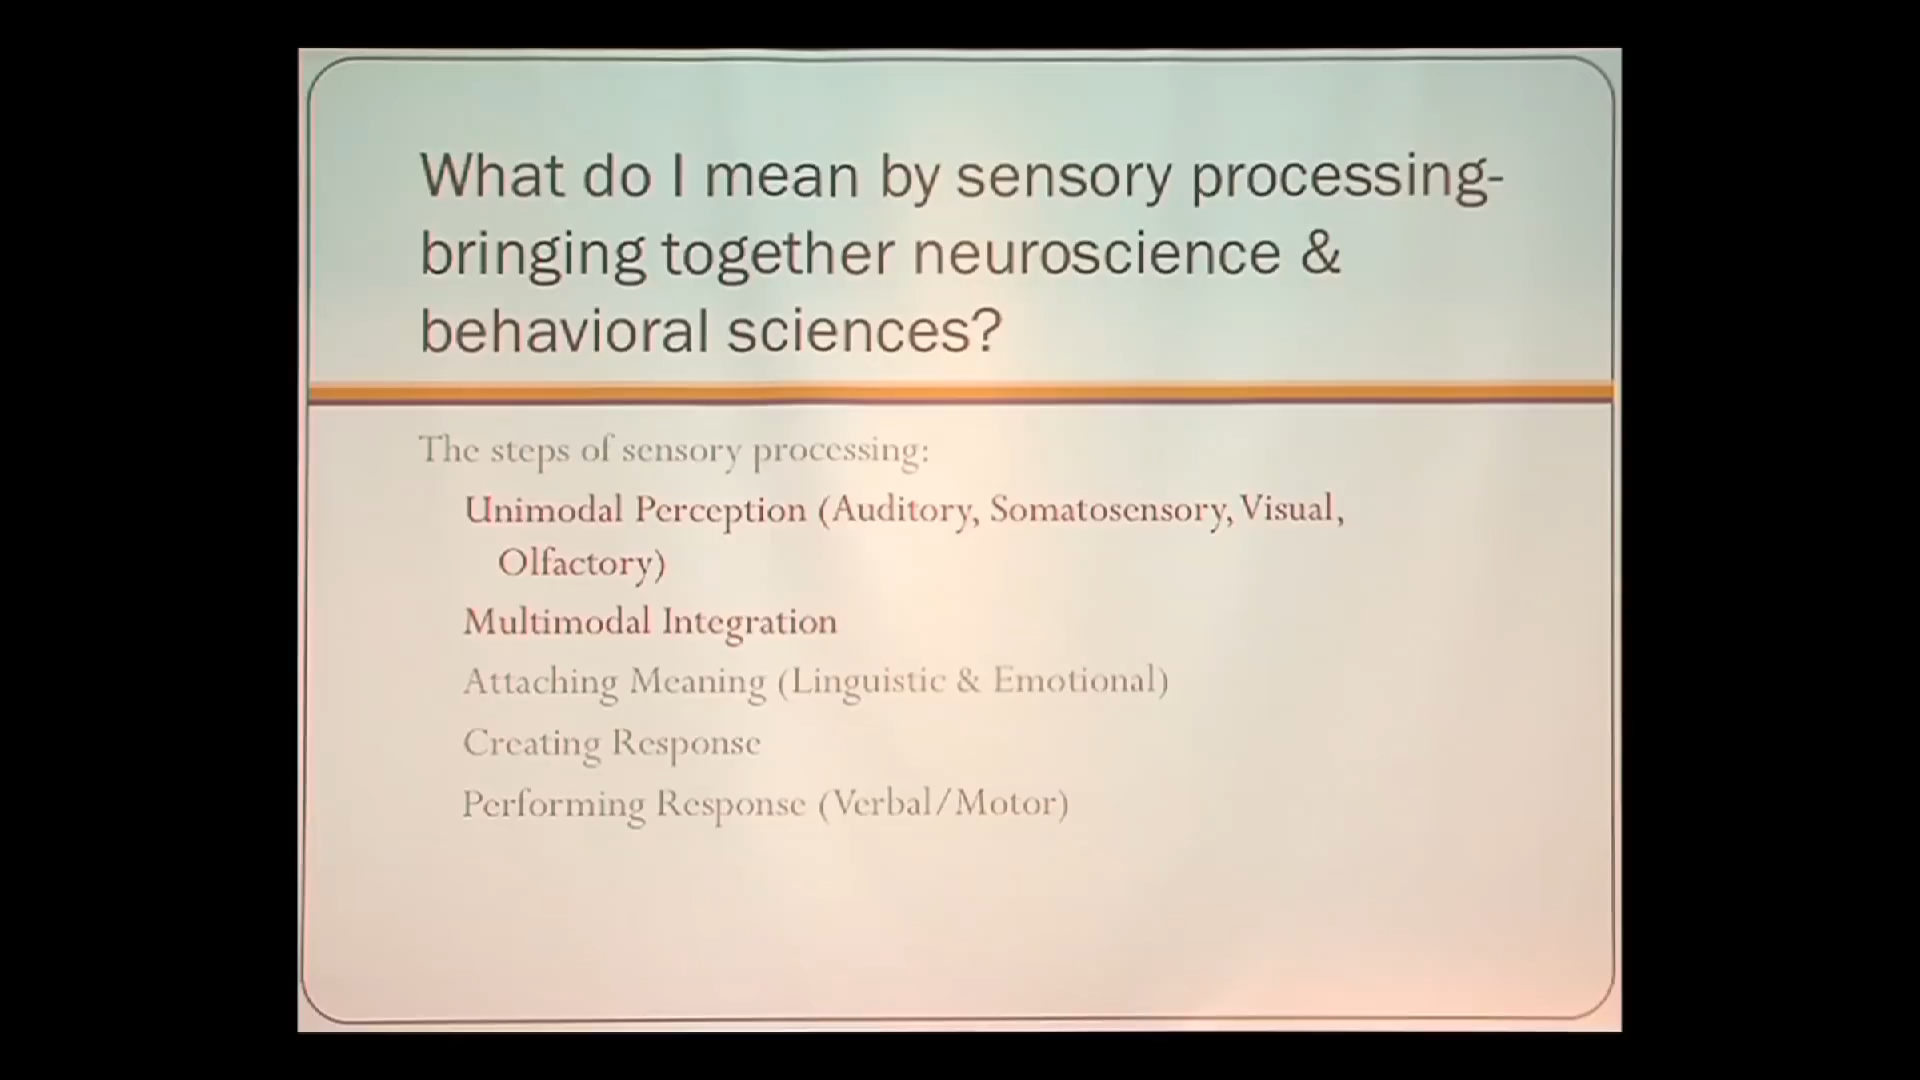 What do I mean by sensory processing-
bringing together neuroscience &
behavioral sciences?
The steps of sensory processing:
Unimodal Perception (Auditory, Somatosensory, Visual,
Olfactory)
Multimodal Integration
Attaching Meaning (Linguistic & Emotional)
Creating Response
Performing Response (Verbal/Motor)